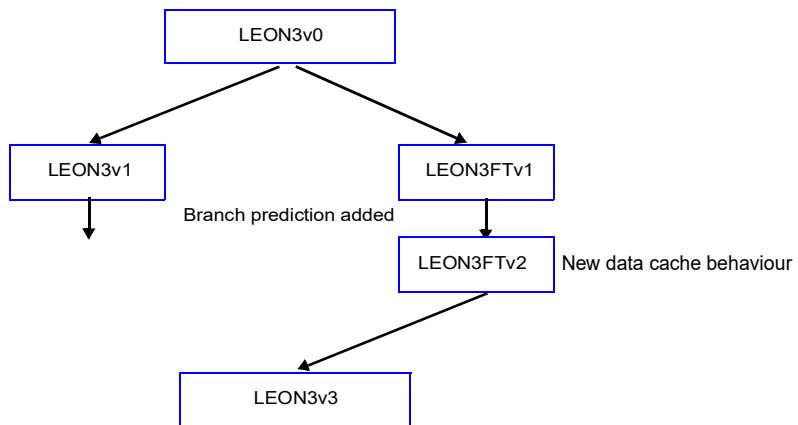 LEON3v0
LEON3v1
LEON3FTv1
Branch prediction added
LEON3FTv2
New data cache behaviour
LEON3v3